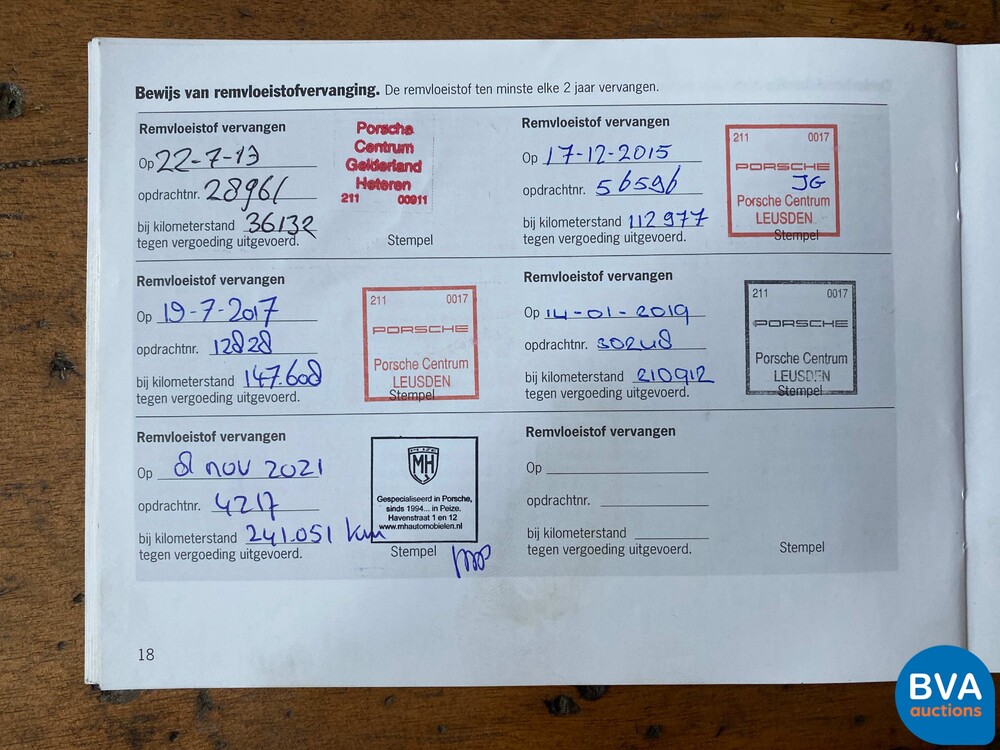 Bewijs van remvloeistofvervanging. De remvloeistof ten minste elke 2 jaar vervangen.
Remvloeistof vervangen
Op 22-7-13
opdrachtnr. 28961
bij kilometerstand 36132
tegen vergoeding uitgevoerd.
Porsche
Centrum
Gelderland
Heteren
211 00911
Stempel
Remvloeistof vervangen
Op 17-12-2015
opdrachtnr. 56596
bij kilometerstand 112977
tegen vergoeding uitgevoerd.
211 0017
PORSCHE
JG
Porsche Centrum
LEUSDEN
Stempel
Remvloeistof vervangen
Op 19-7-2017
opdrachtnr. 12828
bij kilometerstand 147.608
tegen vergoeding uitgevoerd.
211 0017
PORSCHE
Porsche Centrum
LEUSDEN
Stempel
Remvloeistof vervangen
Op 14-01-2019
opdrachtnr. 30248
bij kilometerstand 210912
tegen vergoeding uitgevoerd.
211 0017
PORSCHE
Porsche Centrum
LEUSDEN
Stempel
Remvloeistof vervangen
Op 8 nov 2021
opdrachtnr. 4217
bij kilometerstand 241.051 km
tegen vergoeding uitgevoerd.
MH
Gespecialiseerd in Porsche,
sinds 1994... in Peize.
Havenstraat 1 en 12
www.mhautomobielen.nl
Stempel
Remvloeistof vervangen
Op
opdrachtnr.
bij kilometerstand
tegen vergoeding uitgevoerd.
Stempel
18
BVA
auctions